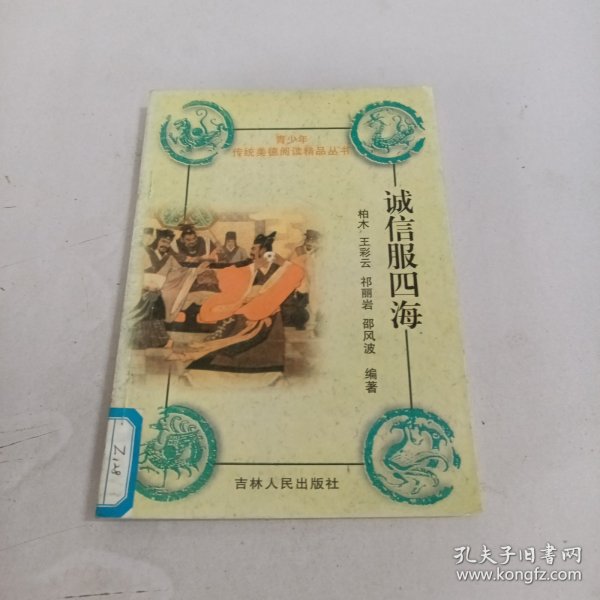 青少年
传统美德阅读精品丛书
诚信服四海
柏木 王彩云 祁丽岩 邵风波 编著
吉林人民出版社
孔夫子旧书网
www.kongfz.com